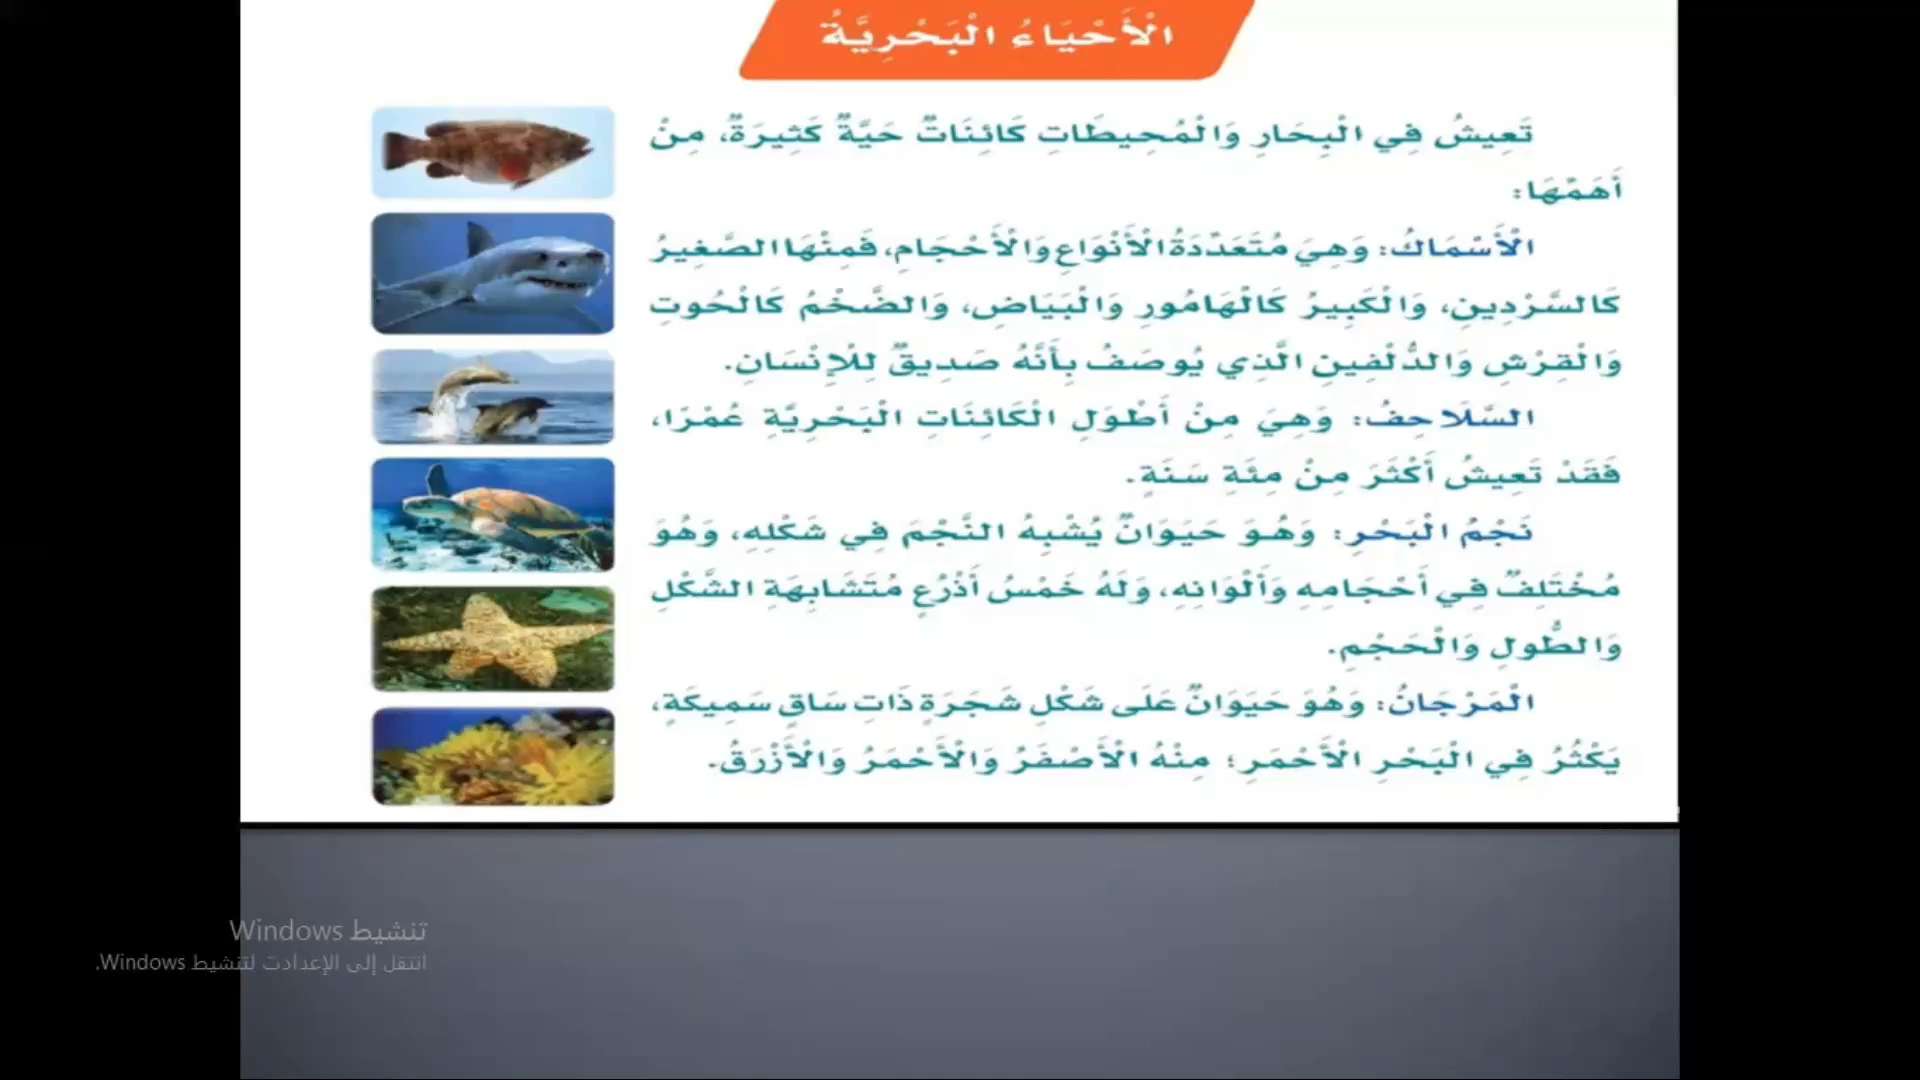 الْأَحْيَاءُ الْبَحْرِيَّةُ
تَعِيشُ فِي الْبِحَارِ وَالْمُحِيطَاتِ كَائِنَاتٌ حَيَّةٌ كَثِيرَةٌ، مِنْ
أَهَمِّهَا:
الْأَسْمَاكُ: وَهِيَ مُتَعَدِّدَةُ الْأَنْوَاعِ وَالْأَحْجَامِ، فَمِنْهَا الصَّغِيرُ
كَالسَّرْدِينِ، وَالْكَبِيرُ كَالْهَامُورِ وَالْبَيَاضِ، وَالضَّخْمُ كَالْحُوتِ
وَالْقِرْشِ وَالدُّلْفِينِ الَّذِي يُوصَفُ بِأَنَّهُ صَدِيقٌ لِلْإِنْسَانِ.
السَّلَاحِفُ: وَهِيَ مِنْ أَطْوَلِ الْكَائِنَاتِ الْبَحْرِيَّةِ عُمْرًا،
فَقَدْ تَعِيشُ أَكْثَرَ مِنْ مِئَةِ سَنَةٍ.
نَجْمُ الْبَحْرِ: وَهُوَ حَيَوَانٌ يُشْبِهُ النَّجْمَ فِي شَكْلِهِ، وَهُوَ
مُخْتَلِفٌ فِي أَحْجَامِهِ وَأَلْوَانِهِ، وَلَهُ خَمْسُ أَذْرُعٍ مُتَشَابِهَةِ الشَّكْلِ
وَالطُّولِ وَالْحَجْمِ.
الْمَرْجَانُ: وَهُوَ حَيَوَانٌ عَلَى شَكْلِ شَجَرَةٍ ذَاتِ سَاقٍ سَمِيكَةٍ،
يَكْثُرُ فِي الْبَحْرِ الْأَحْمَرِ؛ مِنْهُ الْأَصْفَرُ وَالْأَحْمَرُ وَالْأَزْرَقُ.
تنشيط Windows
انتقل إلى الإعدادت لتنشيط Windows.